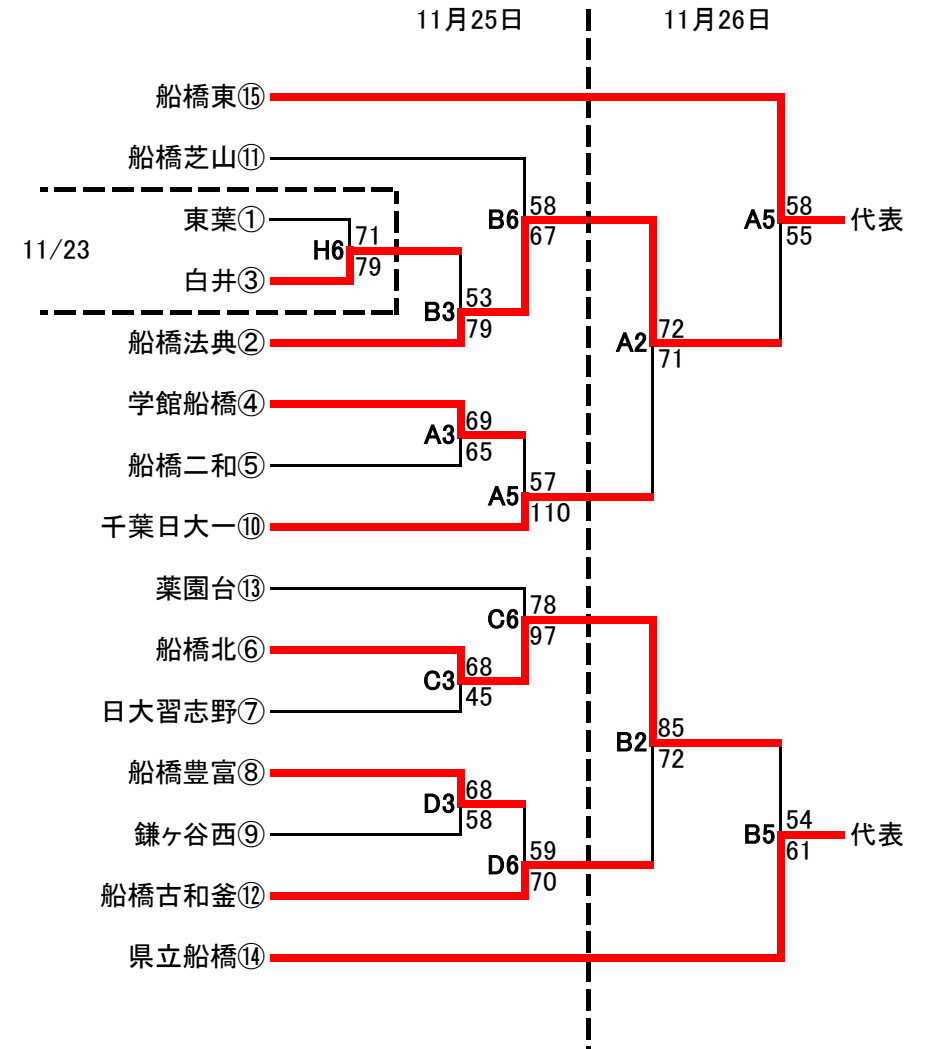 11月25日 11月26日
船橋東⑮
船橋芝山⑪
58
B6
67
58
A5 代表
55
東葉①
11/23
71
H6
79
白井③
53
B3
79
船橋法典②
72
A2
71
学館船橋④
69
A3
65
船橋二和⑤
57
A5
110
千葉日大一⑩
薬園台⑬
78
C6
97
船橋北⑥
68
C3
45
日大習志野⑦
85
B2
72
船橋豊富⑧
68
D3
58
鎌ヶ谷西⑨
54
B5 代表
61
59
D6
70
船橋古和釜⑫
県立船橋⑭